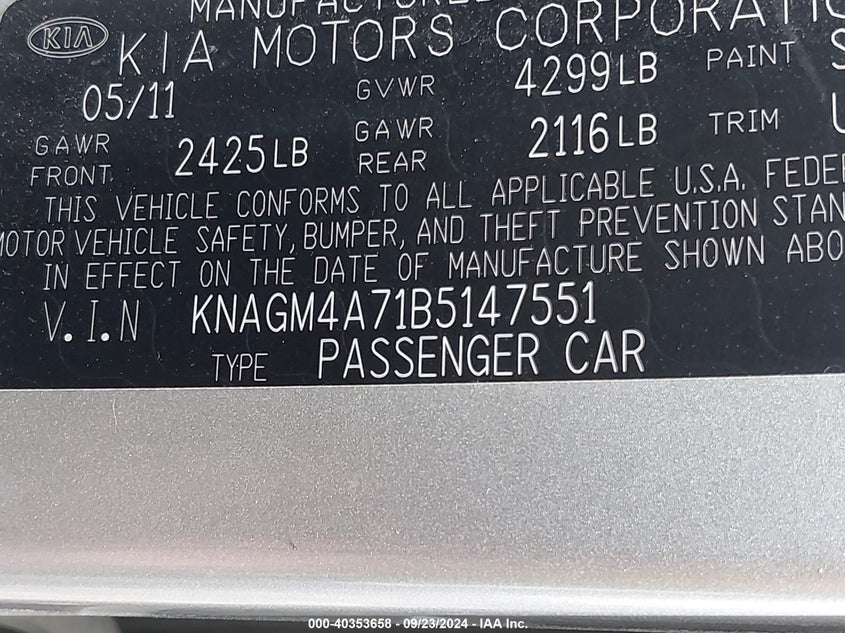 KIA
KIA MOTORS CORPORATI
05/11 GVWR 4299LB PAINT
GAWR FRONT 2425LB GAWR REAR 2116LB TRIM
THIS VEHICLE CONFORMS TO ALL APPLICABLE U.S.A. FEDER
MOTOR VEHICLE SAFETY, BUMPER, AND THEFT PREVENTION STAN
IN EFFECT ON THE DATE OF MANUFACTURE SHOWN ABO
V.I.N KNAGM4A71B5147551
TYPE PASSENGER CAR
000-40353658 - 09/23/2024 - IAA Inc.